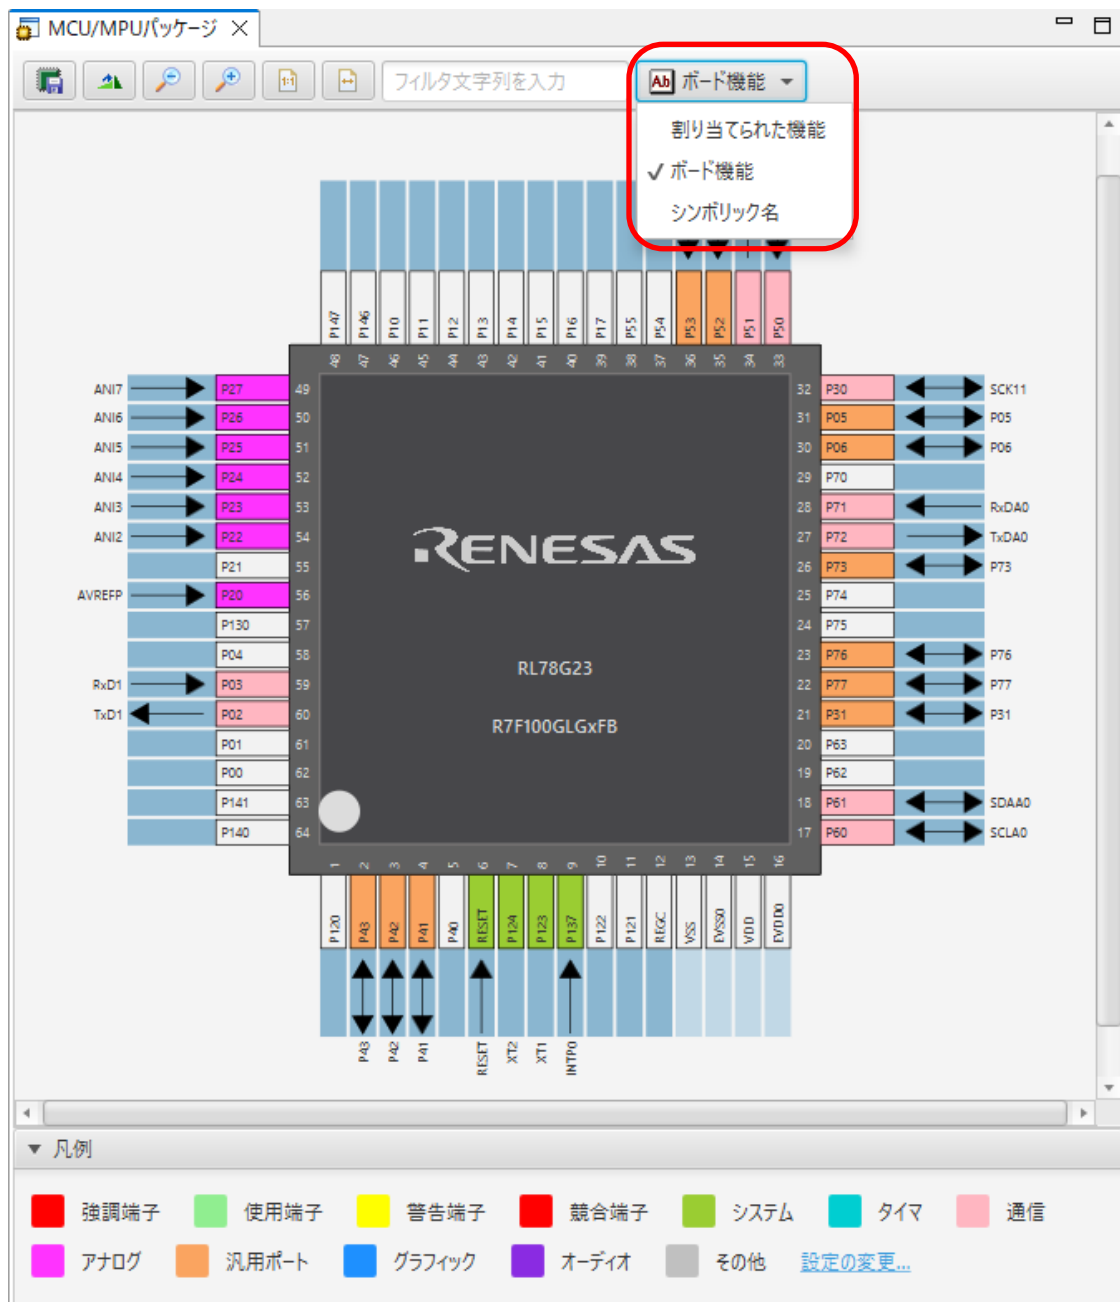 MCU/MPUパッケージ
1:1 フィルタ文字列を入力 Ab ボード機能
割り当てられた機能
ボード機能
シンボリック名
P147 P146 P10 P11 P12 P13 P14 P15 P16 P17 P55 P54 P53 P52 P51 P50
48 47 46 45 44 43 42 41 40 39 38 37 36 35 34 33
ANI7 P27 49 32 P30 SCK11
ANI6 P26 50 31 P05 P05
ANI5 P25 51 30 P06 P06
ANI4 P24 52 29 P70
ANI3 P23 53 28 P71 RxDA0
ANI2 P22 54 RENESAS 27 P72 TxDA0
P21 55 26 P73 P73
AVREFP P20 56 25 P74
P130 57 24 P75
P04 58 RL78G23 23 P76 P76
RxD1 P03 59 22 P77 P77
TxD1 P02 60 R7F100GLGxFB 21 P31 P31
P01 61 20 P63
P00 62 19 P62
P141 63 18 P61 SDAA0
P140 64 17 P60 SCLA0
1 2 3 4 5 6 7 8 9 10 11 12 13 14 15 16
P120 P43 P42 P41 P40 RESET P124 P123 P137 P122 P121 REGC VSS EVSS0 VDD EVDD0
P43 P42 P41 RESET XT2 XT1 INTP0
凡例
強調端子 使用端子 警告端子 競合端子 システム タイマ 通信
アナログ 汎用ポート グラフィック オーディオ その他 設定の変更...